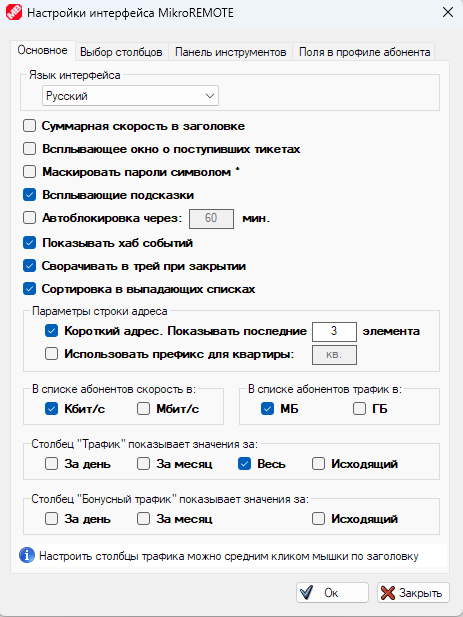 Настройки интерфейса MikroREMOTE
Основное Выбор столбцов Панель инструментов Поля в профиле абонента
Язык интерфейса
Русский
Суммарная скорость в заголовке
Всплывающее окно о поступивших тикетах
Маскировать пароли символом *
Всплывающие подсказки
Автоблокировка через: 60 мин.
Показывать хаб событий
Сворачивать в трей при закрытии
Сортировка в выпадающих списках
Параметры строки адреса
Короткий адрес. Показывать последние 3 элемента
Использовать префикс для квартиры: кв.
В списке абонентов скорость в: В списке абонентов трафик в:
Кбит/с Мбит/с МБ ГБ
Столбец "Трафик" показывает значения за:
За день За месяц Весь Исходящий
Столбец "Бонусный трафик" показывает значения за:
За день За месяц Исходящий
Настроить столбцы трафика можно средним кликом мышки по заголовку
Ок Закрыть